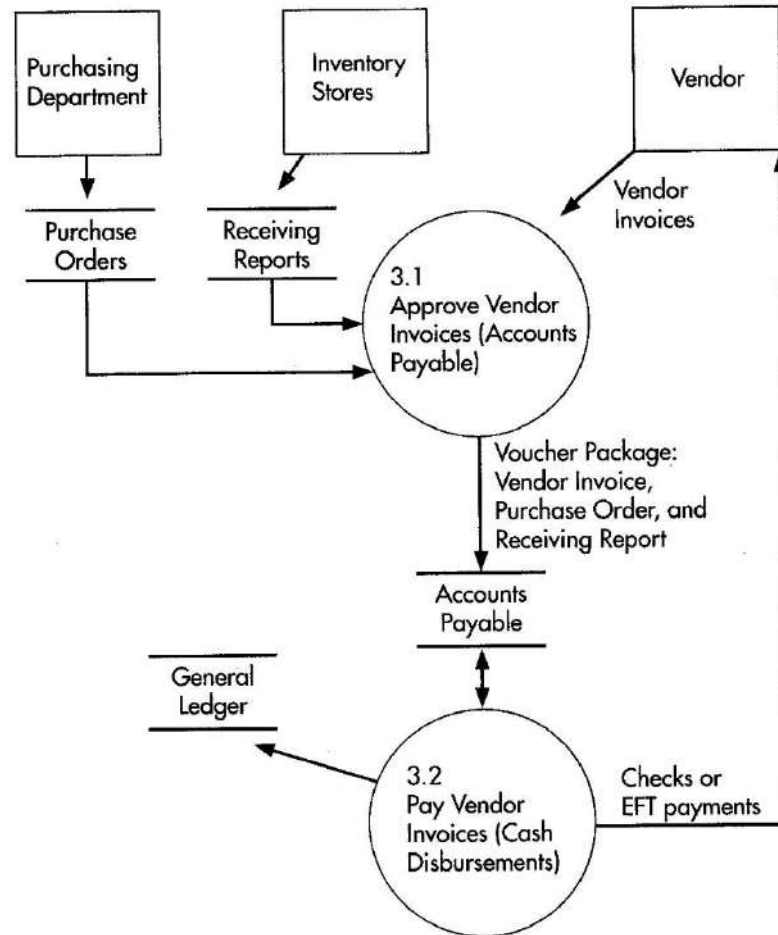 Purchasing
Department
Inventory
Stores
Vendor
Vendor
Invoices
Purchase
Orders
Receiving
Reports
3.1
Approve Vendor
Invoices (Accounts
Payable)
Voucher Package:
Vendor Invoice,
Purchase Order, and
Receiving Report
Accounts
Payable
General
Ledger
3.2
Pay Vendor
Invoices (Cash
Disbursements)
Checks or
EFT payments